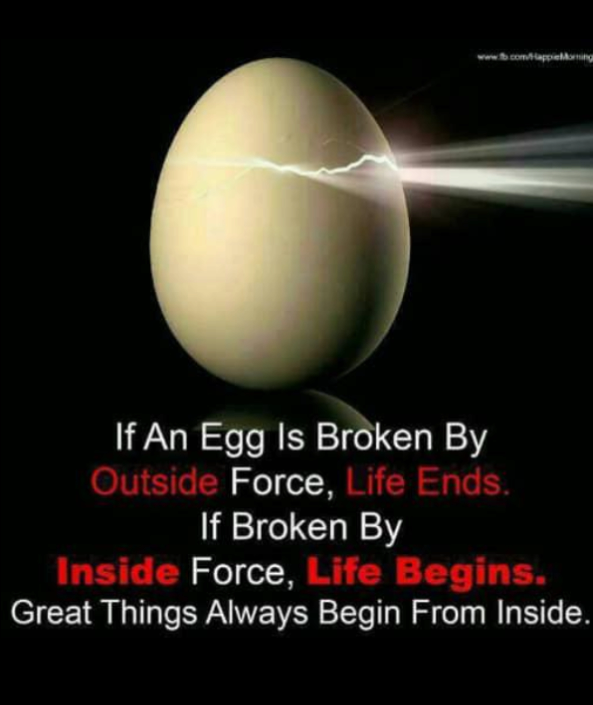 www.fb.com/HappieMorning
If An Egg Is Broken By
Outside Force, Life Ends.
If Broken By
Inside Force, Life Begins.
Great Things Always Begin From Inside.